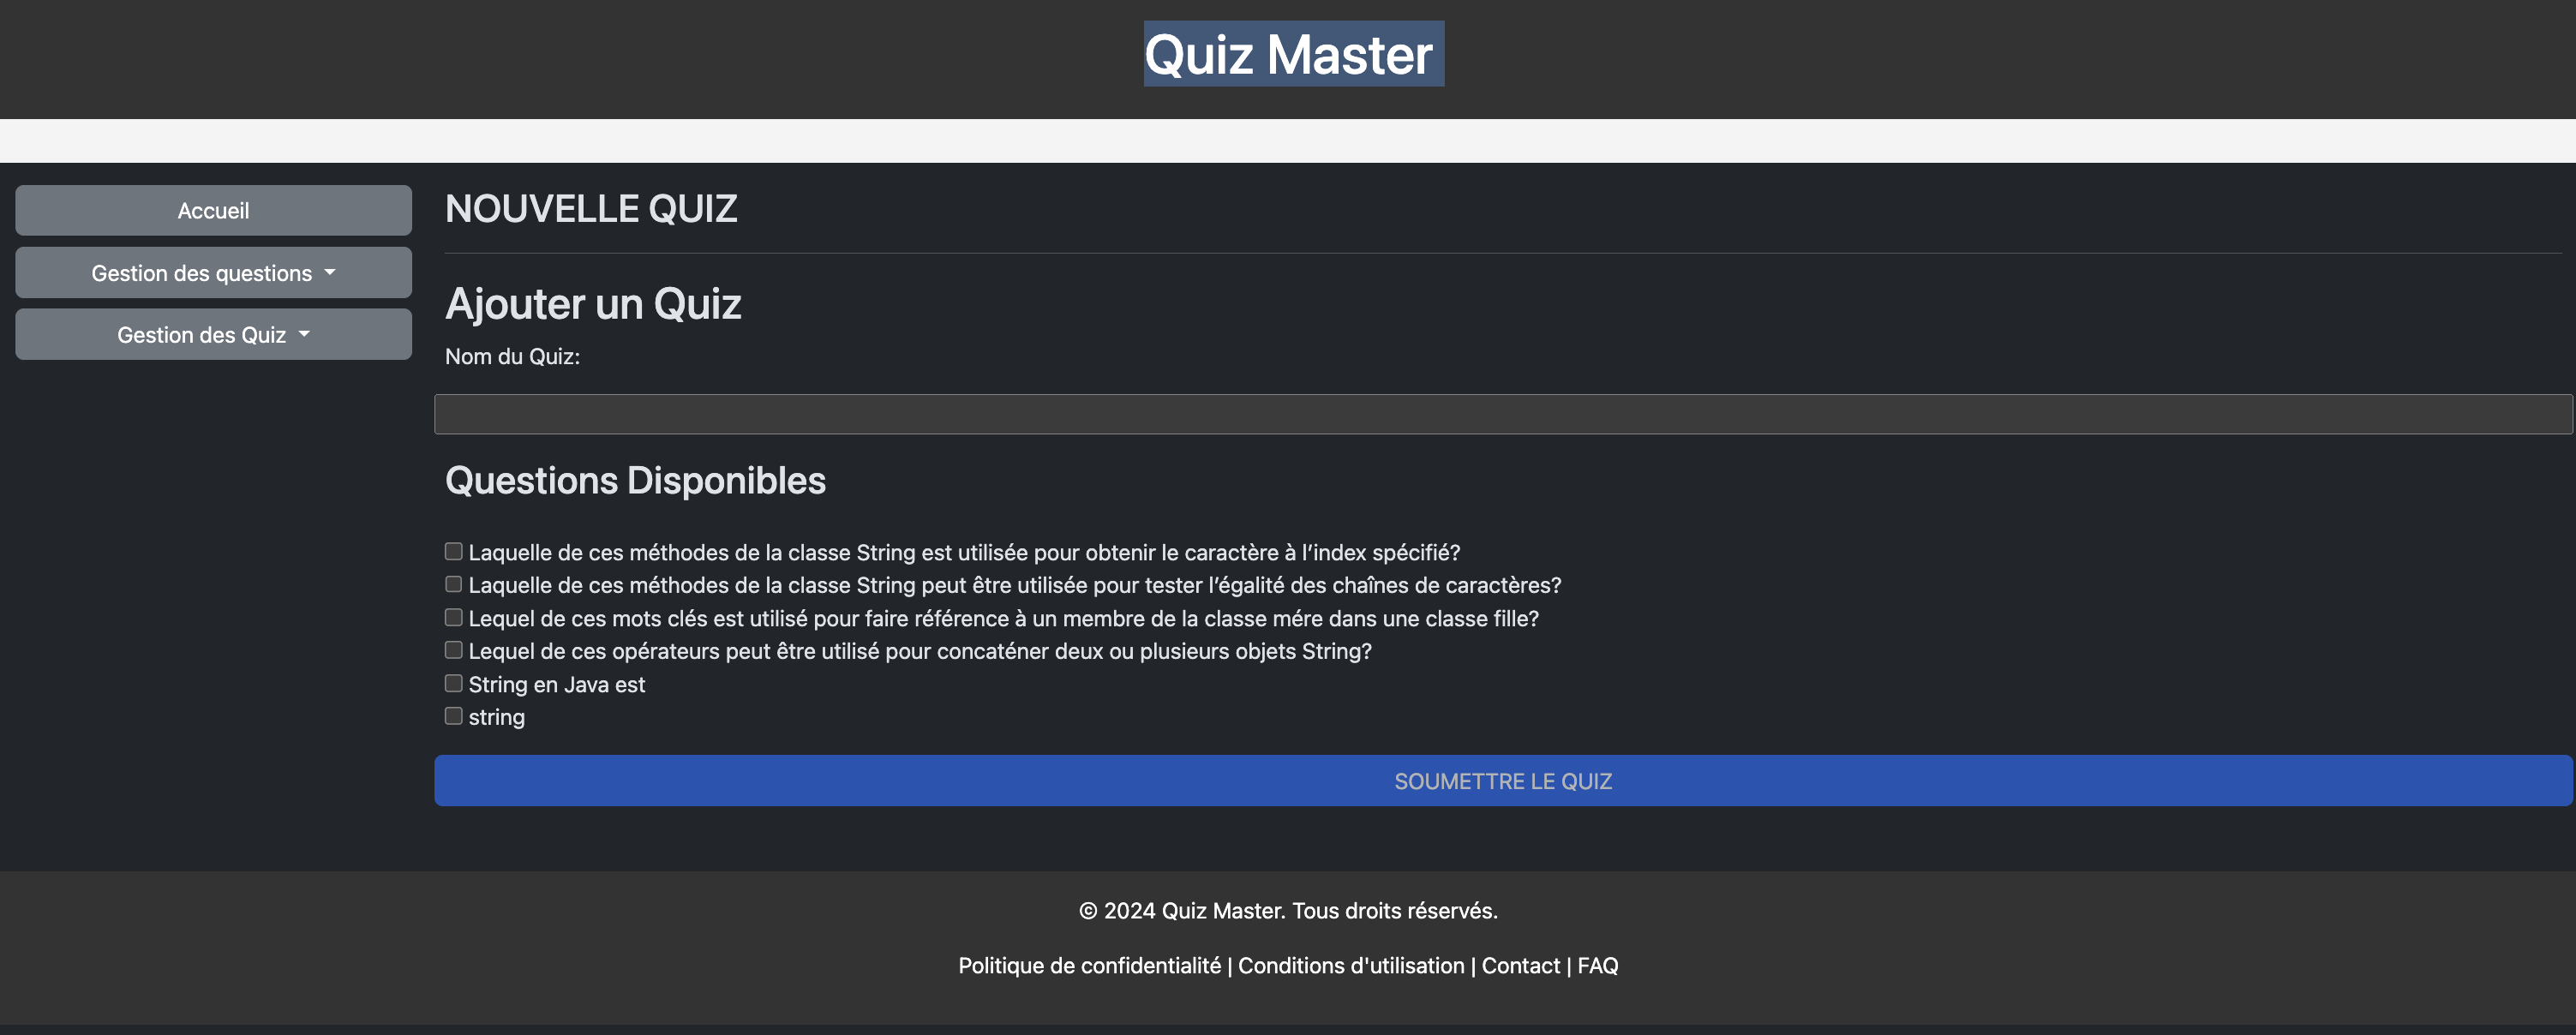 Quiz Master
Accueil
Gestion des questions
Gestion des Quiz
NOUVELLE QUIZ
Ajouter un Quiz
Nom du Quiz:
Questions Disponibles
Laquelle de ces méthodes de la classe String est utilisée pour obtenir le caractère à l’index spécifié?
Laquelle de ces méthodes de la classe String peut être utilisée pour tester l’égalité des chaînes de caractères?
Lequel de ces mots clés est utilisé pour faire référence à un membre de la classe mére dans une classe fille?
Lequel de ces opérateurs peut être utilisé pour concaténer deux ou plusieurs objets String?
String en Java est
string
SOUMETTRE LE QUIZ
© 2024 Quiz Master. Tous droits réservés.
Politique de confidentialité | Conditions d'utilisation | Contact | FAQ